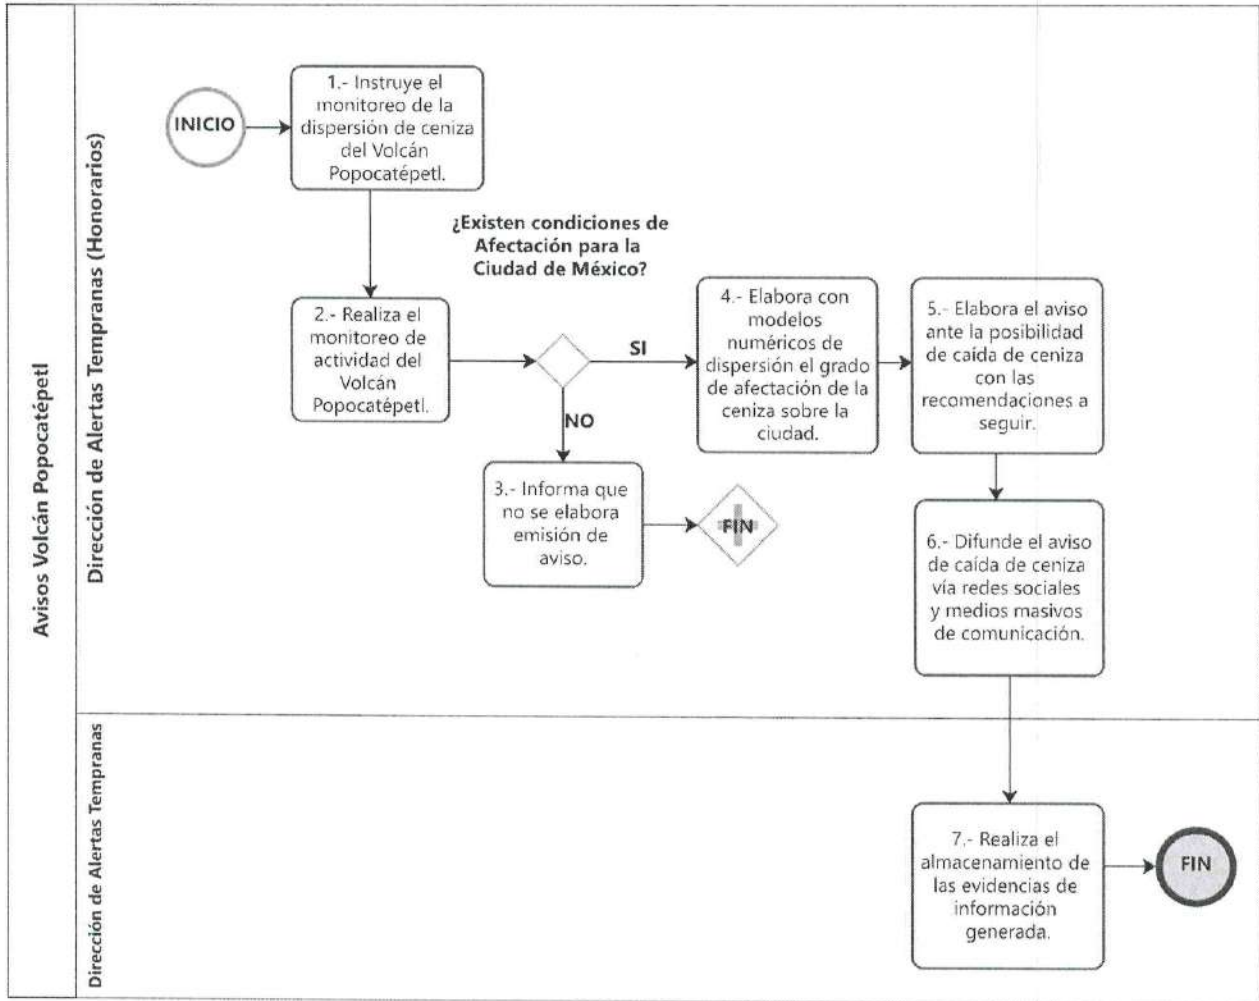 Avisos Volcán Popocatépetl
Dirección de Alertas Tempranas (Honorarios)
INICIO
1.- Instruye el
monitoreo de la
dispersión de ceniza
del Volcán
Popocatépetl.
2.- Realiza el
monitoreo de
actividad del
Volcán
Popocatépetl.
¿Existen condiciones de
Afectación para la
Ciudad de México?
SI
NO
3.- Informa que
no se elabora
emisión de
aviso.
FIN
4.- Elabora con
modelos
numéricos de
dispersión el grado
de afectación de la
ceniza sobre la
ciudad.
5.- Elabora el aviso
ante la posibilidad
de caída de ceniza
con las
recomendaciones a
seguir.
6.- Difunde el aviso
de caída de ceniza
vía redes sociales
y medios masivos
de comunicación.
Dirección de Alertas Tempranas
7.- Realiza el
almacenamiento de
las evidencias de
información
generada.
FIN